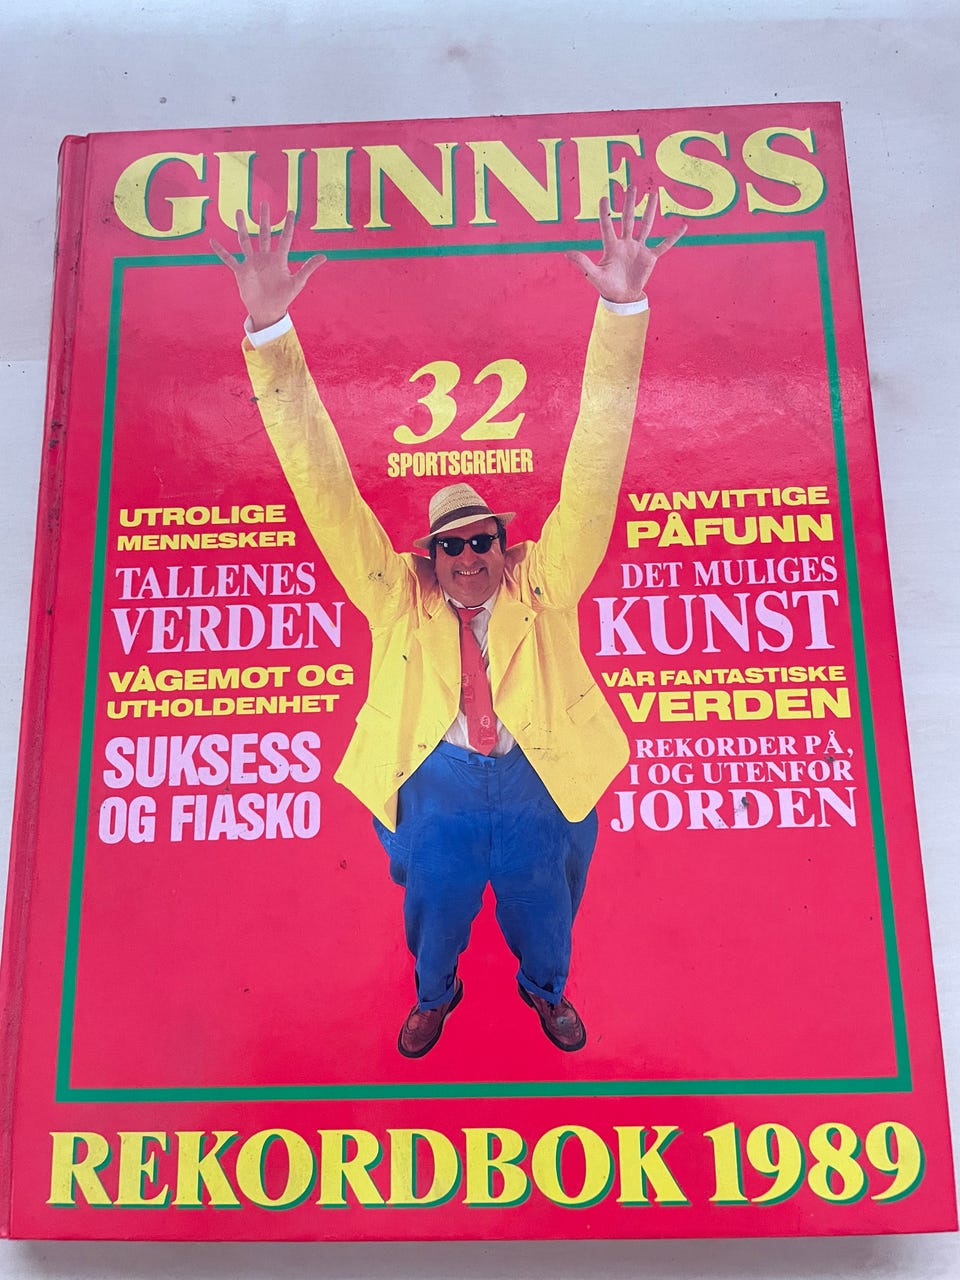 GUINNESS
32
SPORTSGRENER
UTROLIGE
MENNESKER
TALLENES
VERDEN
VÅGEMOT OG
UTHOLDENHET
SUKSESS
OG FIASKO
VANVITTIGE
PÅFUNN
DET MULIGES
KUNST
VÅR FANTASTISKE
VERDEN
REKORDER PÅ,
I OG UTENFOR
JORDEN
REKORDBOK 1989